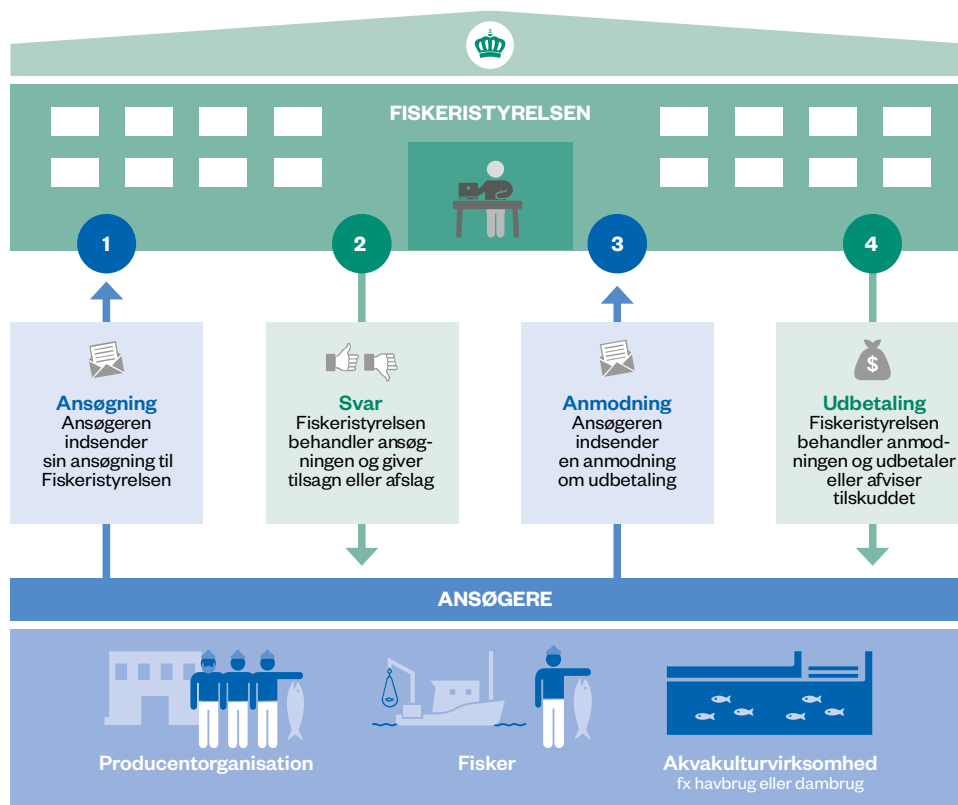 FISKERISTYRELSEN
1
2
3
4
Ansøgning
Ansøgeren
indsender
sin ansøgning til
Fiskeristyrelsen
Svar
Fiskeristyrelsen
behandler ansøg-
ningen og giver
tilsagn eller afslag
Anmodning
Ansøgeren
indsender
en anmodning
om udbetaling
$
Udbetaling
Fiskeristyrelsen
behandler anmod-
ningen og udbetaler
eller afviser
tilskuddet
ANSØGERE
Producentorganisation
Fisker
Akvakulturvirksomhed
fx havbrug eller dambrug